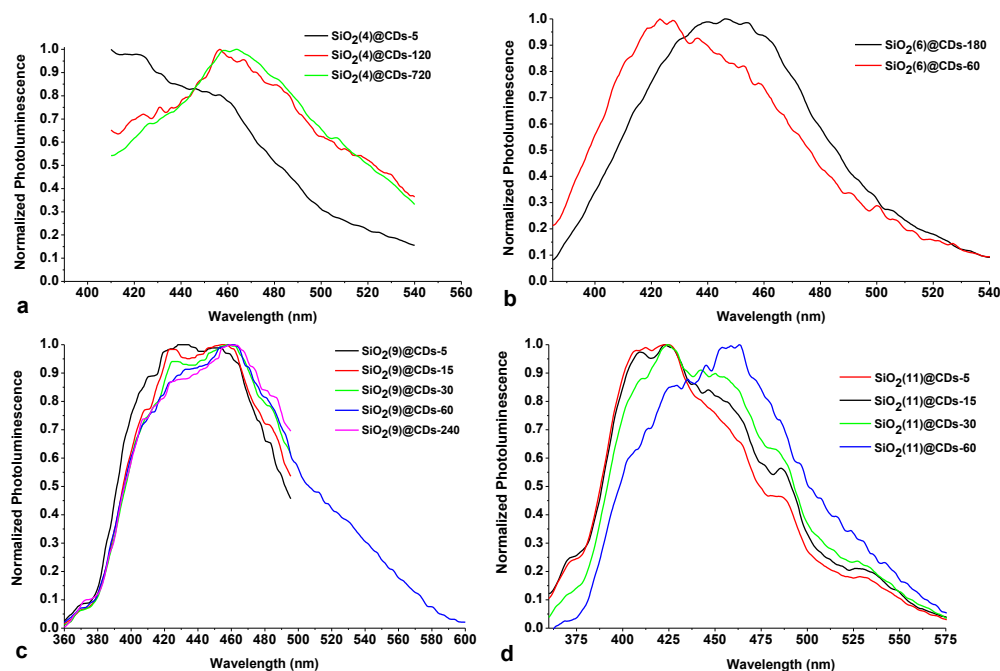 SiO2(4)@CDs-5
SiO2(4)@CDs-120
SiO2(4)@CDs-720
Normalized Photoluminescence
1.0
0.9
0.8
0.7
0.6
0.5
0.4
0.3
0.2
0.1
0.0
400 420 440 460 480 500 520 540 560
Wavelength (nm)
a
SiO2(6)@CDs-180
SiO2(6)@CDs-60
Normalized Photoluminescence
1.0
0.9
0.8
0.7
0.6
0.5
0.4
0.3
0.2
0.1
0.0
400 420 440 460 480 500 520 540
Wavelength (nm)
b
SiO2(9)@CDs-5
SiO2(9)@CDs-15
SiO2(9)@CDs-30
SiO2(9)@CDs-60
SiO2(9)@CDs-240
Normalized Photoluminescence
1.0
0.9
0.8
0.7
0.6
0.5
0.4
0.3
0.2
0.1
0.0
360 380 400 420 440 460 480 500 520 540 560 580 600
Wavelength (nm)
c
SiO2(11)@CDs-5
SiO2(11)@CDs-15
SiO2(11)@CDs-30
SiO2(11)@CDs-60
Normalized Photoluminescence
1.0
0.9
0.8
0.7
0.6
0.5
0.4
0.3
0.2
0.1
0.0
375 400 425 450 475 500 525 550 575
Wavelength (nm)
d